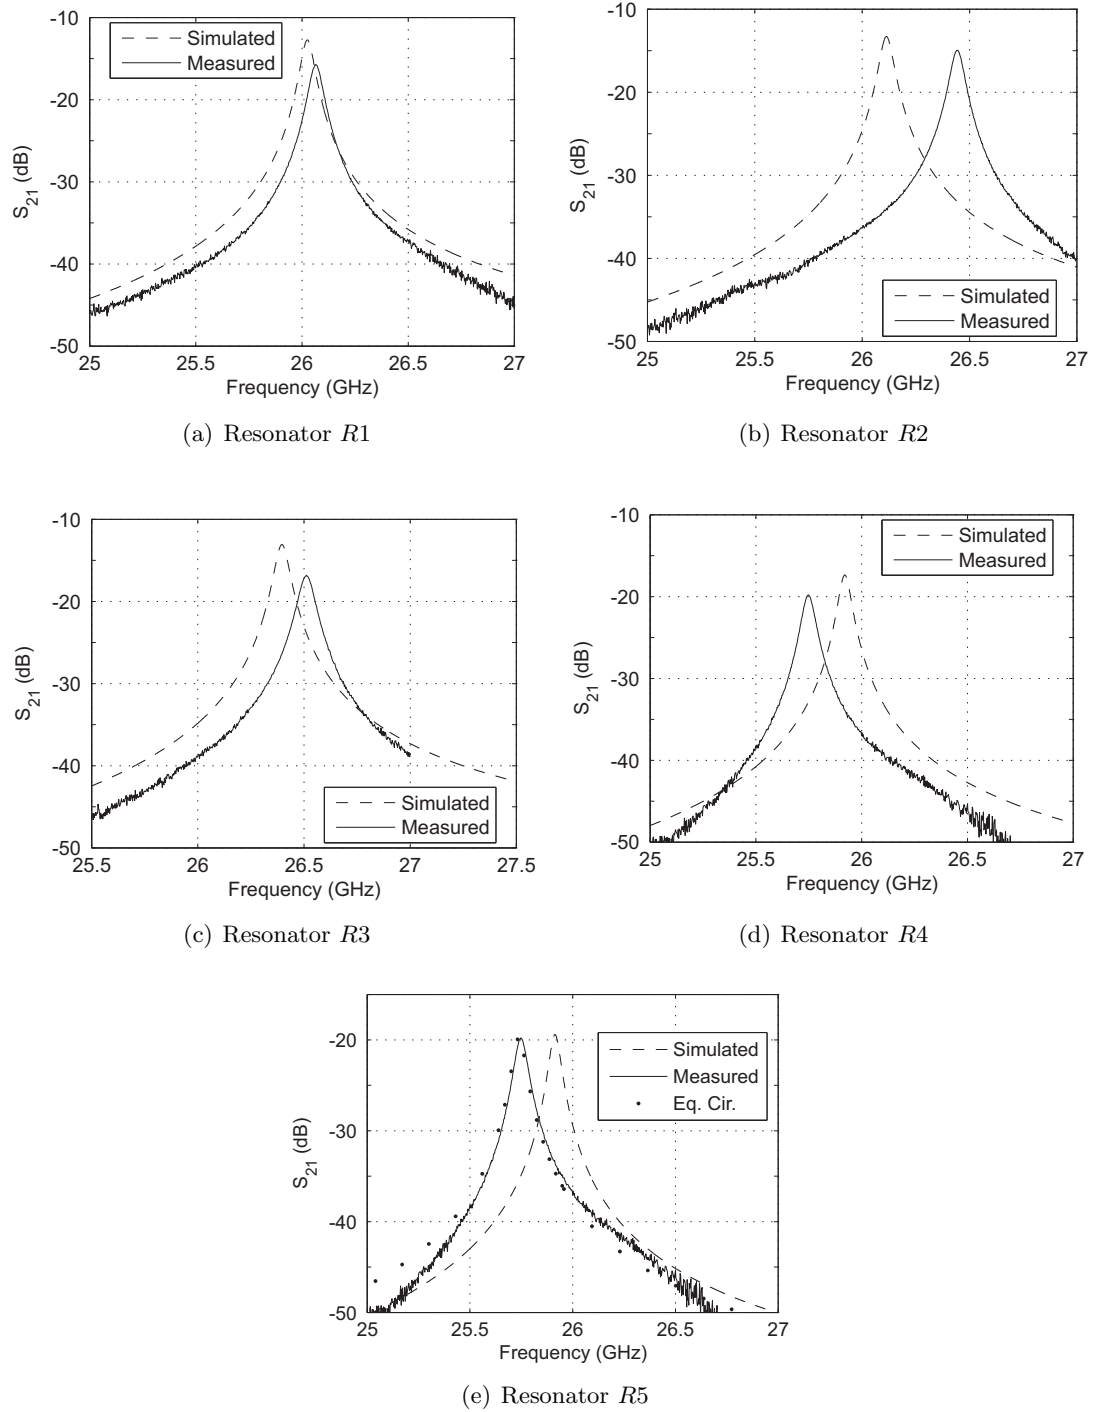 -10
-20
-30
-40
-50
S21 (dB)
Simulated
Measured
25
25.5
26
26.5
27
Frequency (GHz)
(a) Resonator R1
-10
-20
-30
-40
-50
S21 (dB)
Simulated
Measured
25
25.5
26
26.5
27
Frequency (GHz)
(b) Resonator R2
-10
-20
-30
-40
-50
S21 (dB)
Simulated
Measured
25.5
26
26.5
27
27.5
Frequency (GHz)
(c) Resonator R3
-10
-20
-30
-40
-50
S21 (dB)
Simulated
Measured
25
25.5
26
26.5
27
Frequency (GHz)
(d) Resonator R4
-20
-30
-40
-50
S21 (dB)
Simulated
Measured
Eq. Cir.
25
25.5
26
26.5
27
Frequency (GHz)
(e) Resonator R5